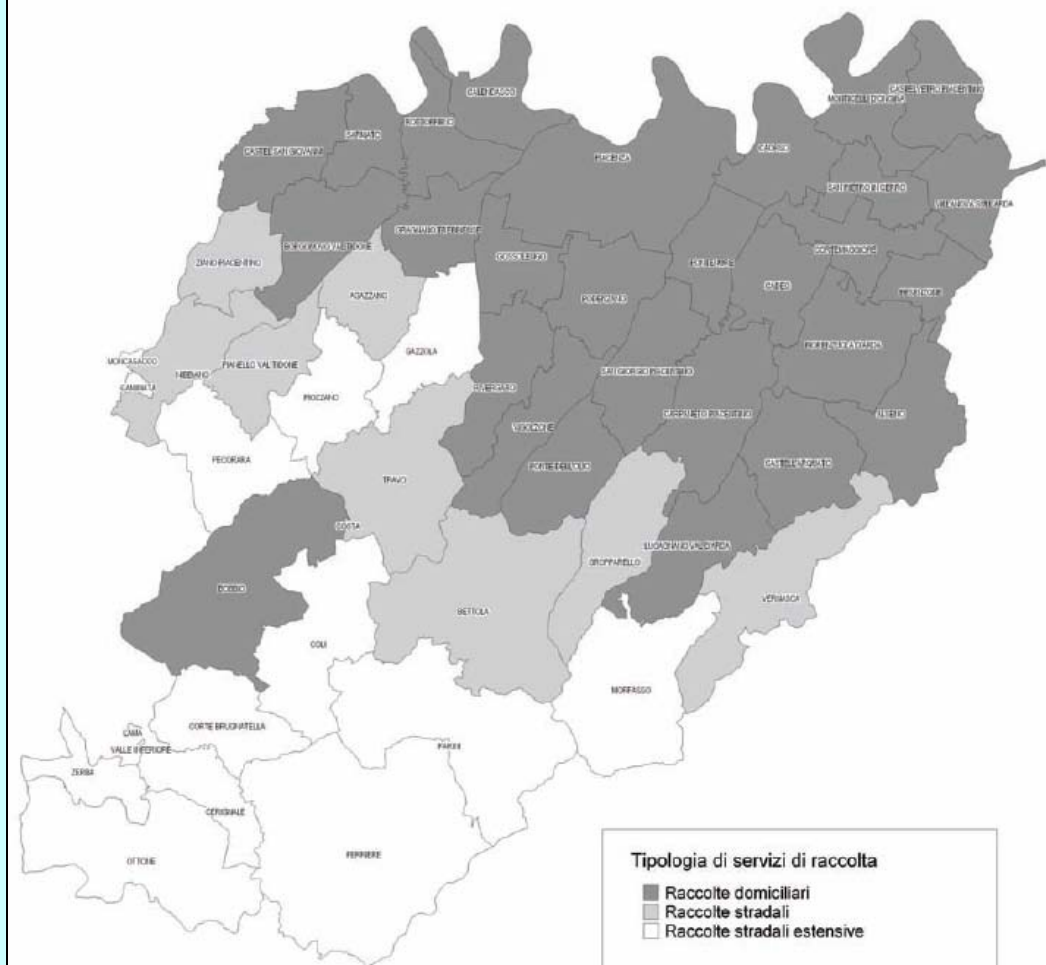 CALENDASCO
ROTTOFRENO
SARMATO
CASTEL SAN GIOVANNI
MONTICELLI D'ONGINA
CASTELVETRO PIACENTINO
PIACENZA
CAORSO
SAN PIETRO IN CERRO
VILLANOVA SULL'ARDA
BORGONOVO VAL TIDONE
GRAGNANO TREBBIENSE
ZIANO PIACENTINO
GOSSOLENGO
PONTENURE
CORTEMAGGIORE
CADEO
BESENZONE
AGAZZANO
PODENZANO
GAZZOLA
FIORENZUOLA D'ARDA
NIBBIANO
PIANELLO VAL TIDONE
CAMINATA
SAN GIORGIO PIACENTINO
RIVERGARO
PIOZZANO
VIGOLZONE
CARPANETO PIACENTINO
ALSENO
PECORARA
PONTE DELL'OLIO
CASTELL'ARQUATO
TRAVO
LUGAGNANO VAL D'ARDA
GROPPARELLO
BOBBIO
BETTOLA
VERNASCA
COLI
MORFASSO
CORTE BRUGNATELLA
VALLE INFERIORE
FARINI
ZERBA
CERIGNALE
FERRIERE
OTTONE
Tipologia di servizi di raccolta
Raccolte domiciliari
Raccolte stradali
Raccolte stradali estensive